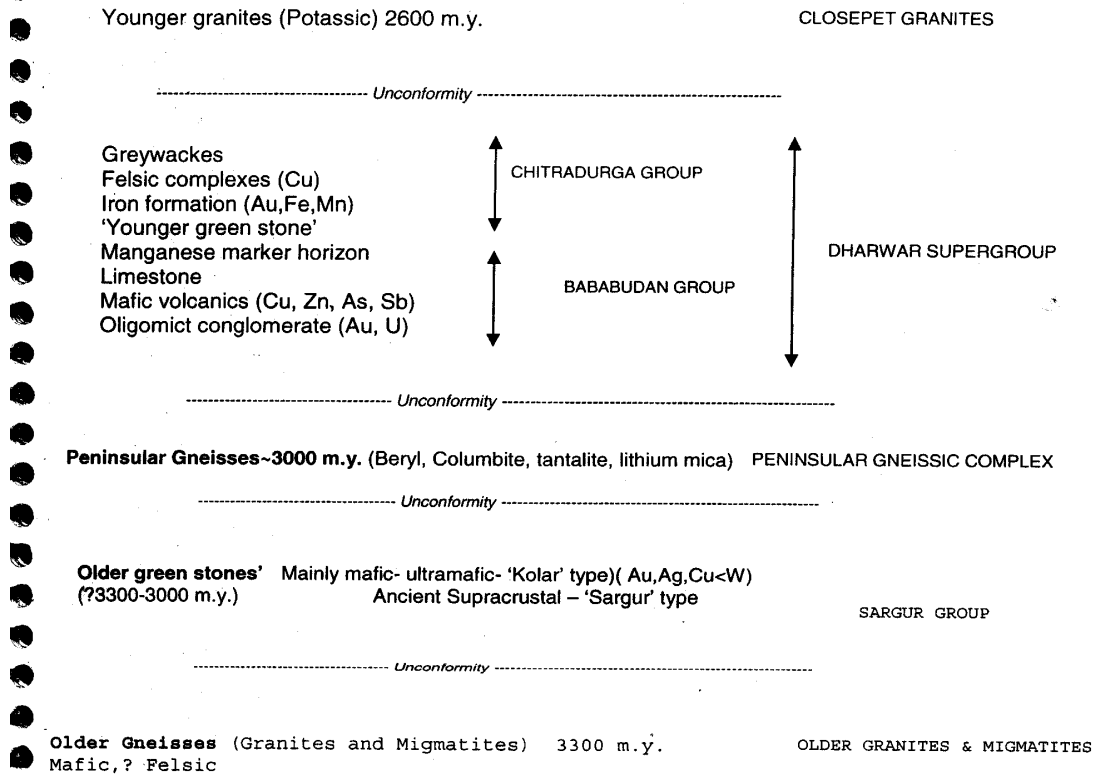 Younger granites (Potassic) 2600 m.y. CLOSEPET GRANITES
Unconformity
Greywackes
Felsic complexes (Cu) CHITRADURGA GROUP
Iron formation (Au,Fe,Mn)
'Younger green stone'
Manganese marker horizon DHARWAR SUPERGROUP
Limestone
Mafic volcanics (Cu, Zn, As, Sb) BABABUDAN GROUP
Oligomict conglomerate (Au, U)
Unconformity
Peninsular Gneisses~3000 m.y. (Beryl, Columbite, tantalite, lithium mica) PENINSULAR GNEISSIC COMPLEX
Unconformity
Older green stones' Mainly mafic- ultramafic- 'Kolar' type)( Au,Ag,Cu<W)
(?3300-3000 m.y.) Ancient Supracrustal – 'Sargur' type
SARGUR GROUP
Unconformity
Older Gneisses (Granites and Migmatites) 3300 m.y. OLDER GRANITES & MIGMATITES
Mafic,? Felsic